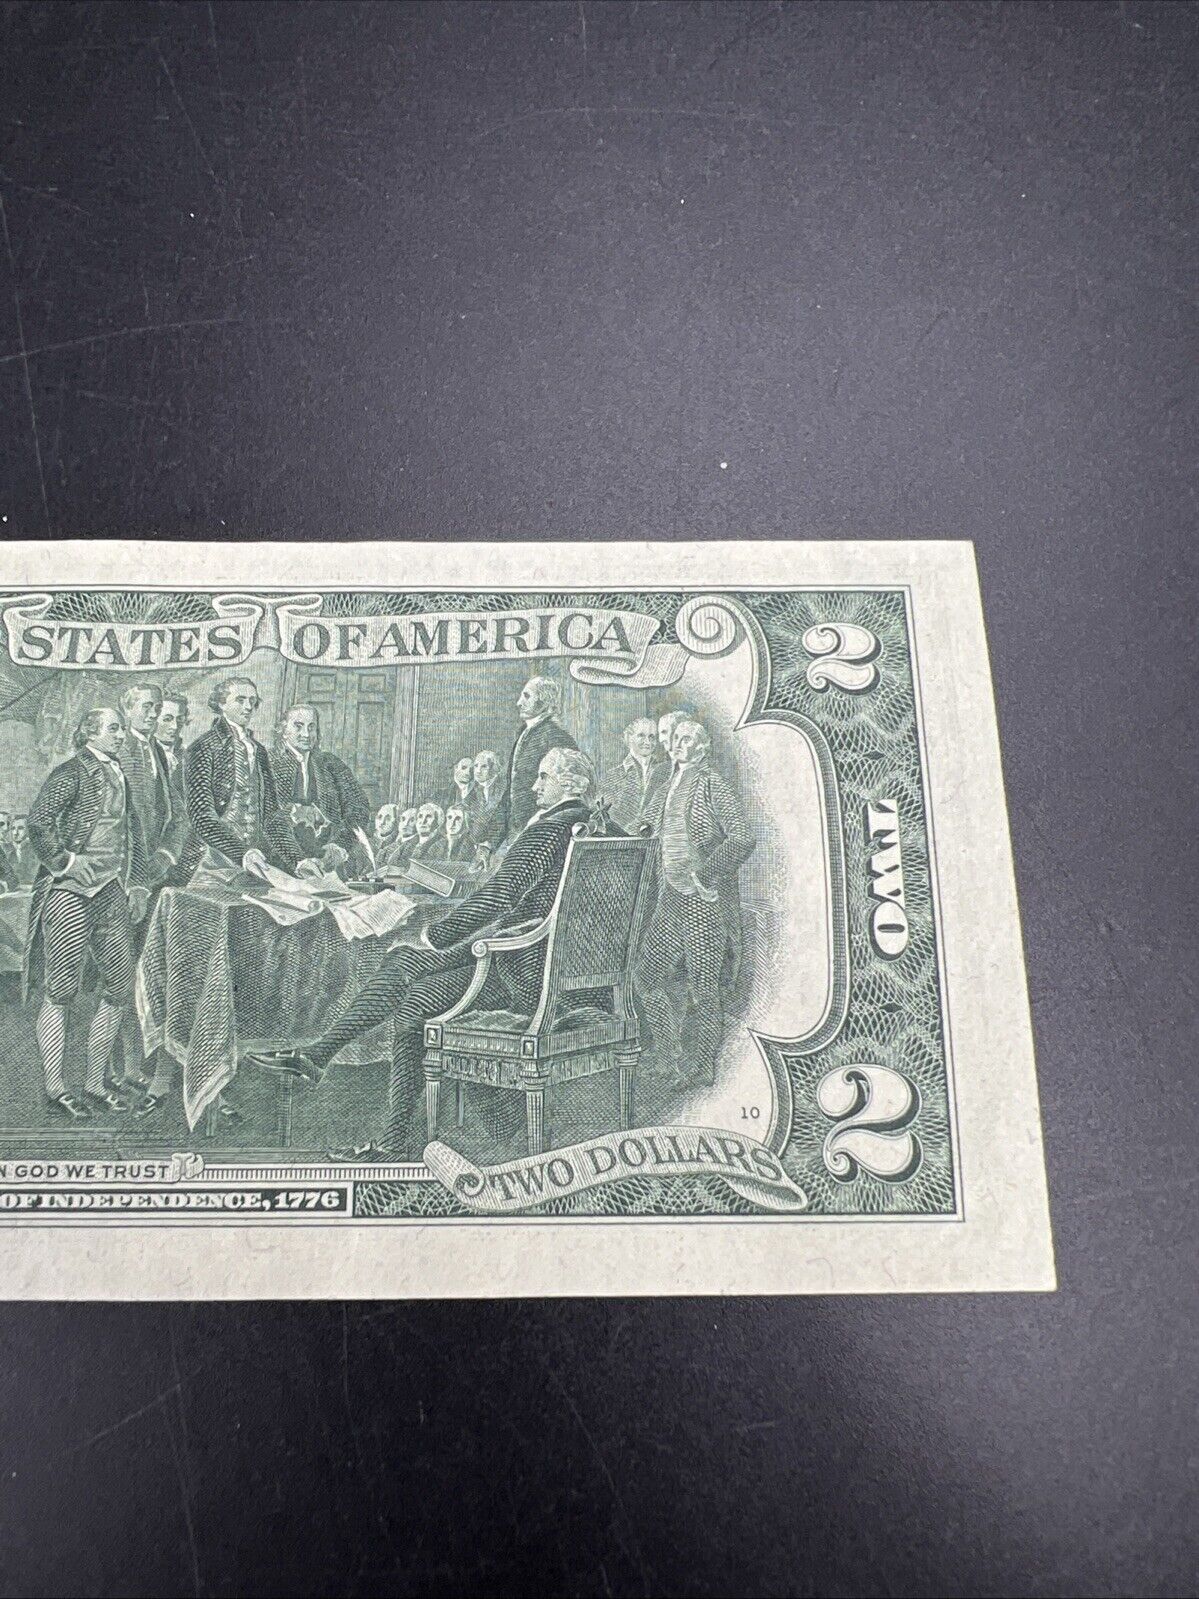 STATES OF AMERICA
2
TWO
10
2
TWO DOLLARS
N GOD WE TRUST
OF INDEPENDENCE, 1776